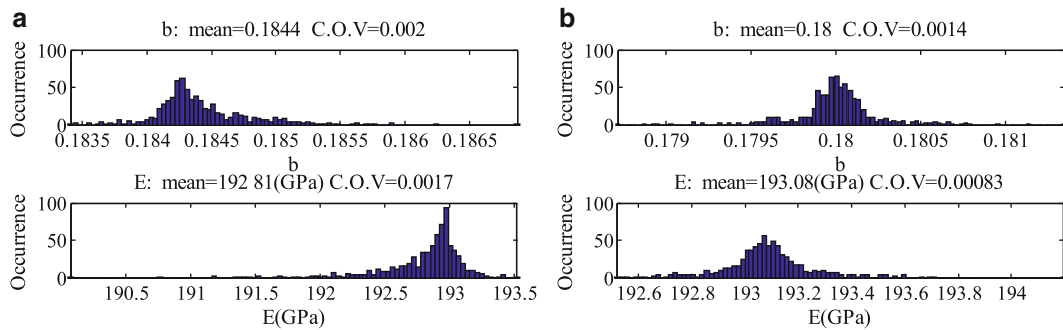 a
b: mean=0.1844 C.O.V=0.002
Occurrence
100
50
0
0.1835 0.184 0.1845 0.185 0.1855 0.186 0.1865
b
E: mean=192 81(GPa) C.O.V=0.0017
Occurrence
100
50
0
190.5 191 191.5 192 192.5 193 193.5
E(GPa)
b
b: mean=0.18 C.O.V=0.0014
Occurrence
100
50
0
0.179 0.1795 0.18 0.1805 0.181
b
E: mean=193.08(GPa) C.O.V=0.00083
Occurrence
100
50
0
192.6 192.8 193 193.2 193.4 193.6 193.8 194
E(GPa)